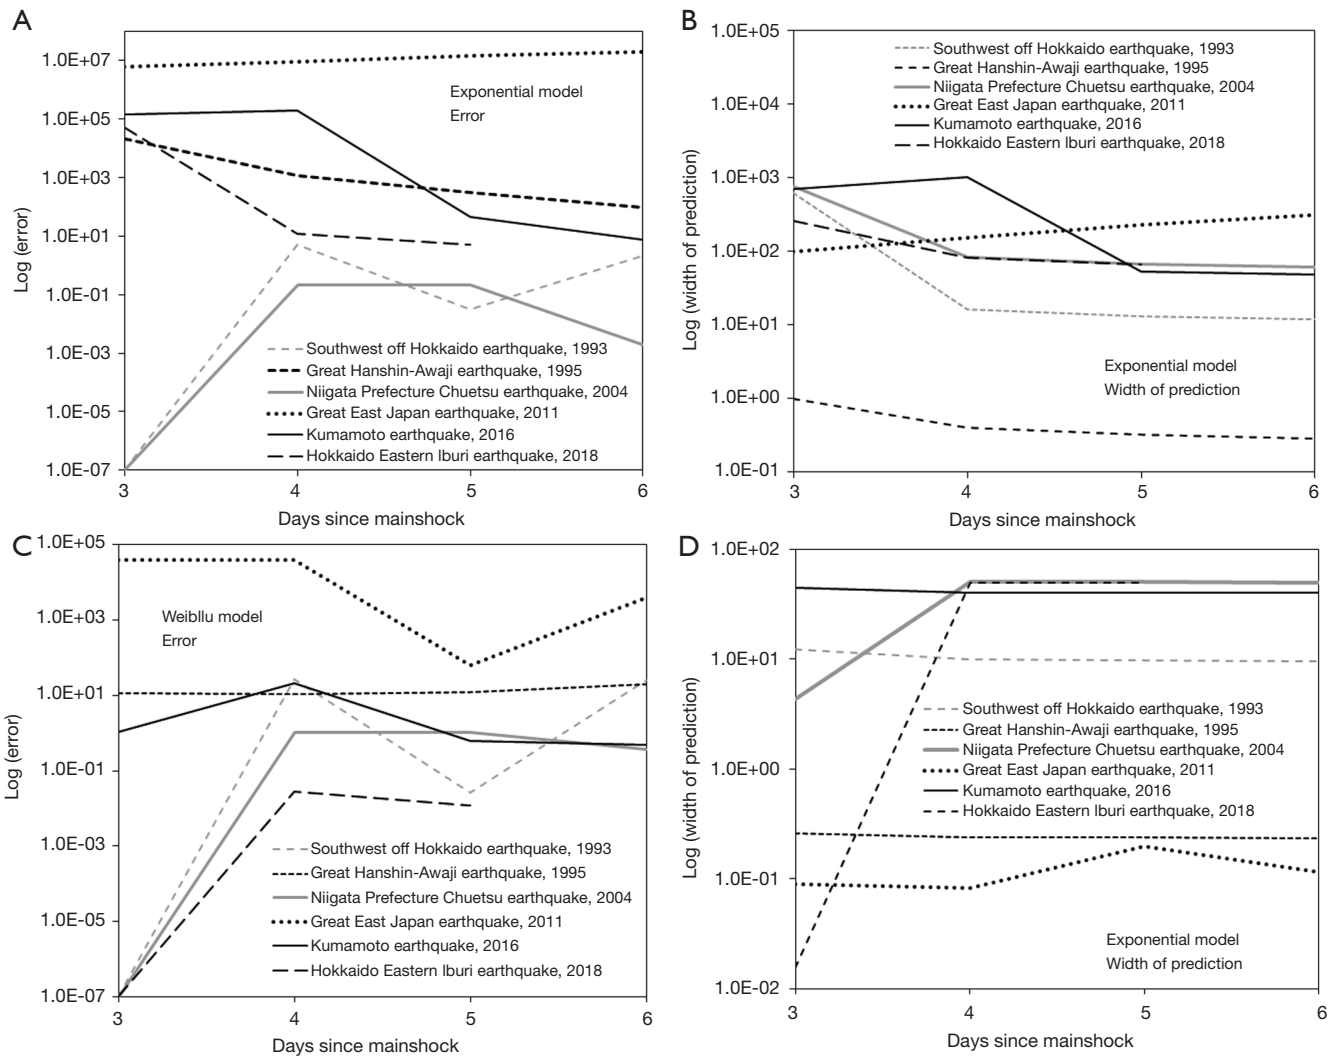 A
1.0E+07
1.0E+05
1.0E+03
1.0E+01
1.0E-01
1.0E-03
1.0E-05
1.0E-07
Log (error)
Exponential model
Error
Southwest off Hokkaido earthquake, 1993
Great Hanshin-Awaji earthquake, 1995
Niigata Prefecture Chuetsu earthquake, 2004
Great East Japan earthquake, 2011
Kumamoto earthquake, 2016
Hokkaido Eastern Iburi earthquake, 2018
3 4 5 6
Days since mainshock
B
1.0E+05
1.0E+04
1.0E+03
1.0E+02
1.0E+01
1.0E+00
1.0E-01
Log (width of prediction)
Southwest off Hokkaido earthquake, 1993
Great Hanshin-Awaji earthquake, 1995
Niigata Prefecture Chuetsu earthquake, 2004
Great East Japan earthquake, 2011
Kumamoto earthquake, 2016
Hokkaido Eastern Iburi earthquake, 2018
Exponential model
Width of prediction
3 4 5 6
Days since mainshock
C
1.0E+05
1.0E+03
1.0E+01
1.0E-01
1.0E-03
1.0E-05
1.0E-07
Log (error)
Weibllu model
Error
Southwest off Hokkaido earthquake, 1993
Great Hanshin-Awaji earthquake, 1995
Niigata Prefecture Chuetsu earthquake, 2004
Great East Japan earthquake, 2011
Kumamoto earthquake, 2016
Hokkaido Eastern Iburi earthquake, 2018
3 4 5 6
Days since mainshock
D
1.0E+02
1.0E+01
1.0E+00
1.0E-01
1.0E-02
Log (width of prediction)
Southwest off Hokkaido earthquake, 1993
Great Hanshin-Awaji earthquake, 1995
Niigata Prefecture Chuetsu earthquake, 2004
Great East Japan earthquake, 2011
Kumamoto earthquake, 2016
Hokkaido Eastern Iburi earthquake, 2018
Exponential model
Width of prediction
3 4 5 6
Days since mainshock